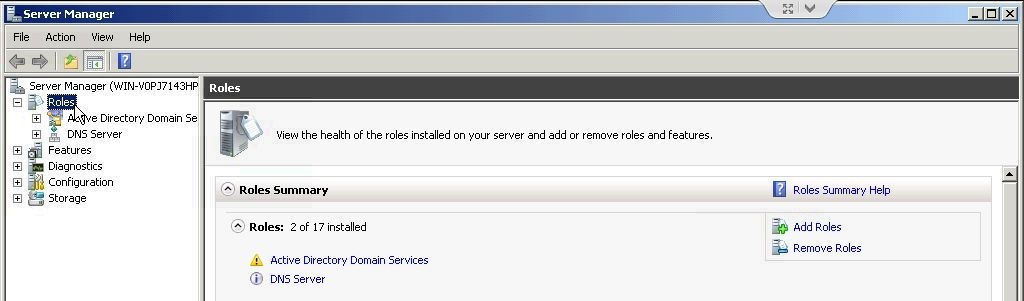 Server Manager
File Action View Help
Server Manager (WIN-V0PJ7143HP
Roles
Active Directory Domain Se
DNS Server
Features
Diagnostics
Configuration
Storage
Roles
View the health of the roles installed on your server and add or remove roles and features.
Roles Summary
Roles Summary Help
Roles: 2 of 17 installed
Add Roles
Remove Roles
Active Directory Domain Services
DNS Server